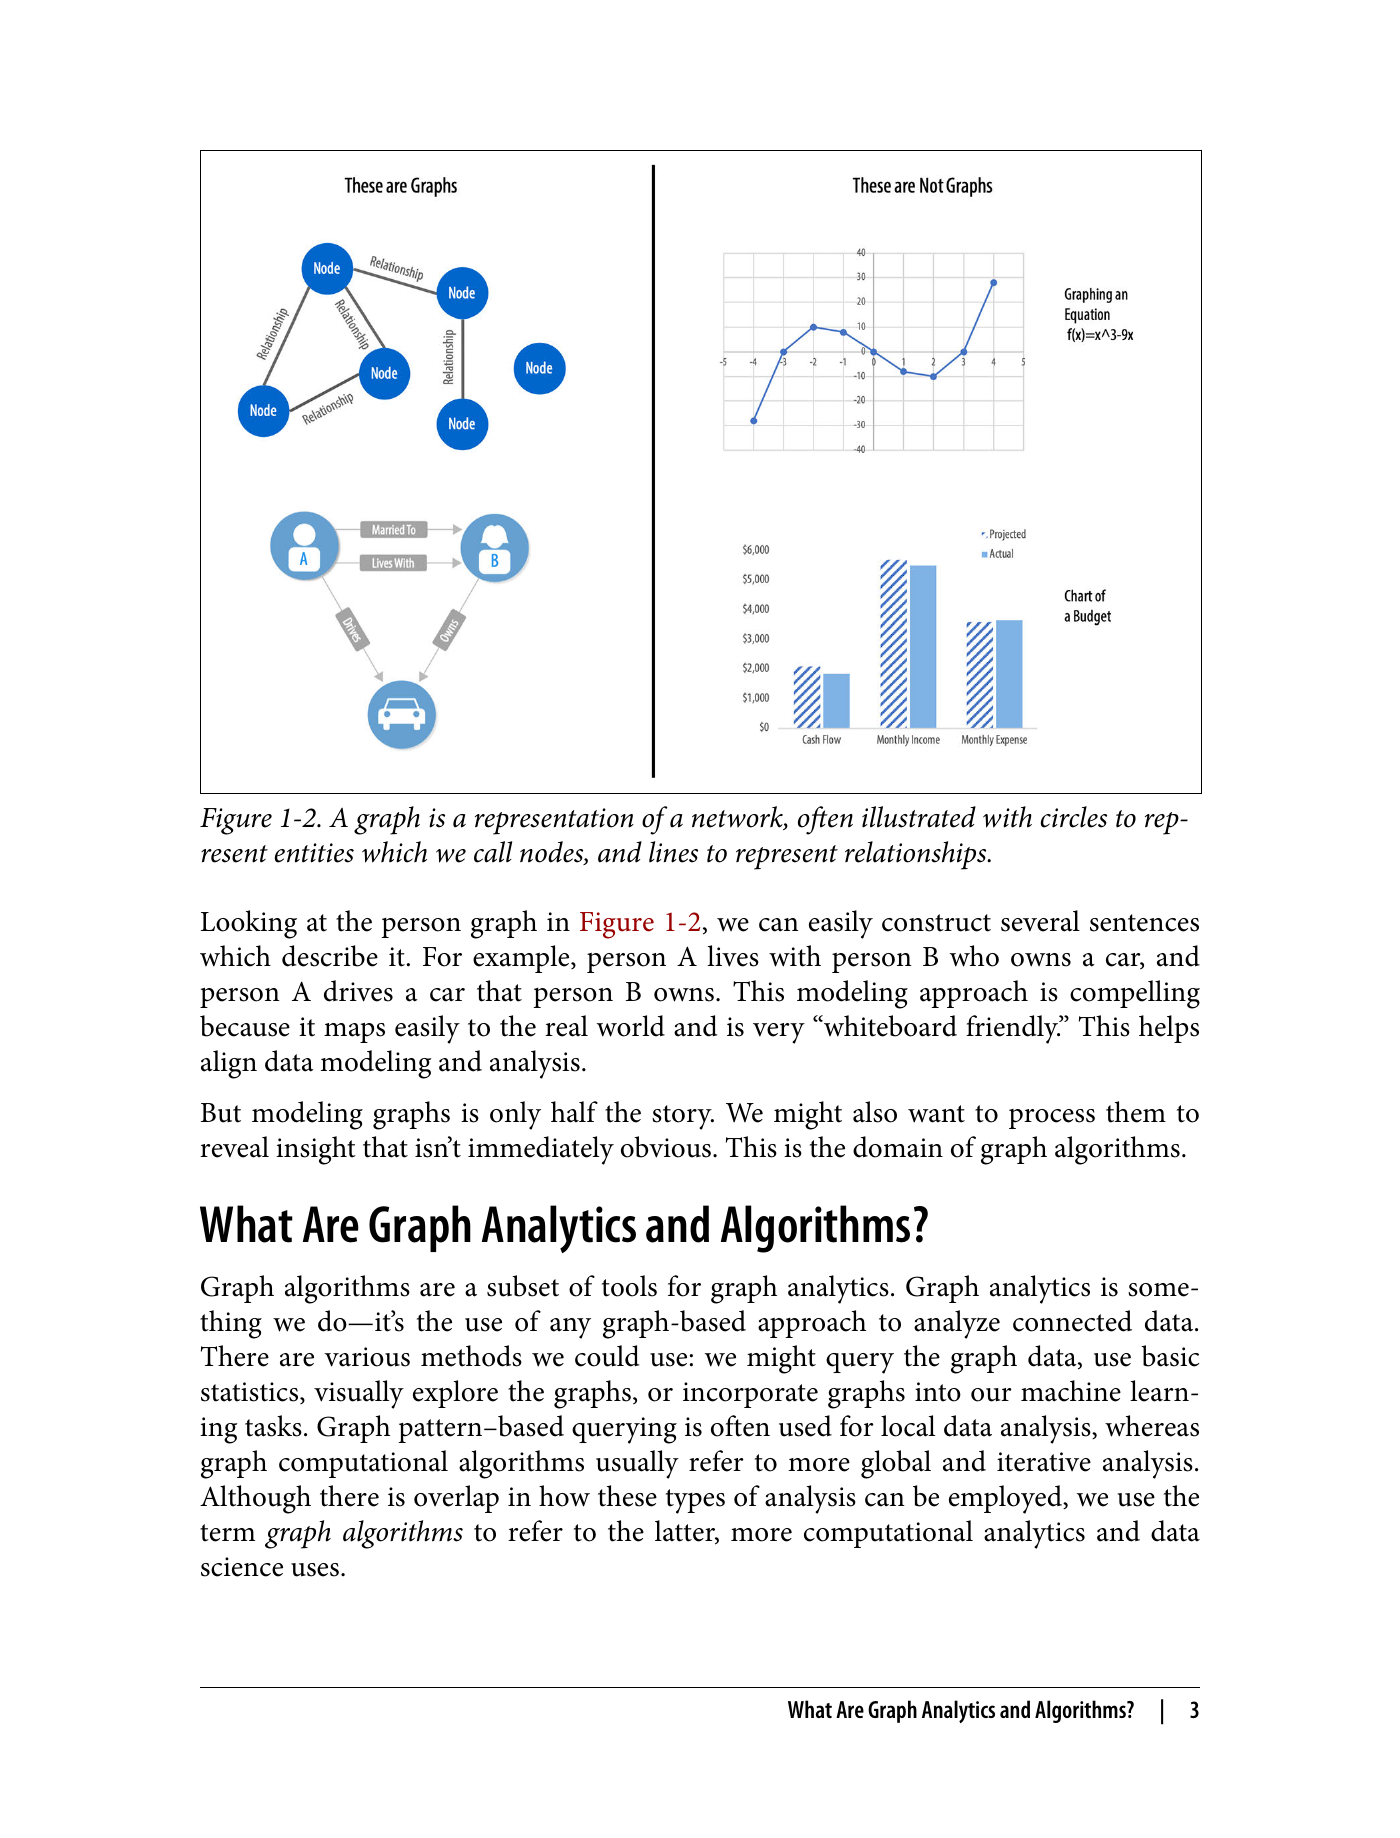 These are Graphs
Node
Relationship
Node
Relationship
Relationship
Relationship
Node
Node
Node
Relationship
Node
A
Married To
Lives With
B
Drives
Owns
These are Not Graphs
40
30
20
10
0
-5 -4 -3 -2 -1 0 1 2 3 4 5
-10
-20
-30
-40
Graphing an
Equation
f(x)=x^3-9x
Projected
Actual
$6,000
$5,000
$4,000
$3,000
$2,000
$1,000
$0
Cash Flow Monthly Income Monthly Expense
Chart of
a Budget
Figure 1-2. A graph is a representation of a network, often illustrated with circles to rep-
resent entities which we call nodes, and lines to represent relationships.
Looking at the person graph in Figure 1-2, we can easily construct several sentences
which describe it. For example, person A lives with person B who owns a car, and
person A drives a car that person B owns. This modeling approach is compelling
because it maps easily to the real world and is very “whiteboard friendly.” This helps
align data modeling and analysis.
But modeling graphs is only half the story. We might also want to process them to
reveal insight that isn’t immediately obvious. This is the domain of graph algorithms.
What Are Graph Analytics and Algorithms?
Graph algorithms are a subset of tools for graph analytics. Graph analytics is some-
thing we do—it’s the use of any graph-based approach to analyze connected data.
There are various methods we could use: we might query the graph data, use basic
statistics, visually explore the graphs, or incorporate graphs into our machine learn-
ing tasks. Graph pattern–based querying is often used for local data analysis, whereas
graph computational algorithms usually refer to more global and iterative analysis.
Although there is overlap in how these types of analysis can be employed, we use the
term graph algorithms to refer to the latter, more computational analytics and data
science uses.
What Are Graph Analytics and Algorithms? | 3